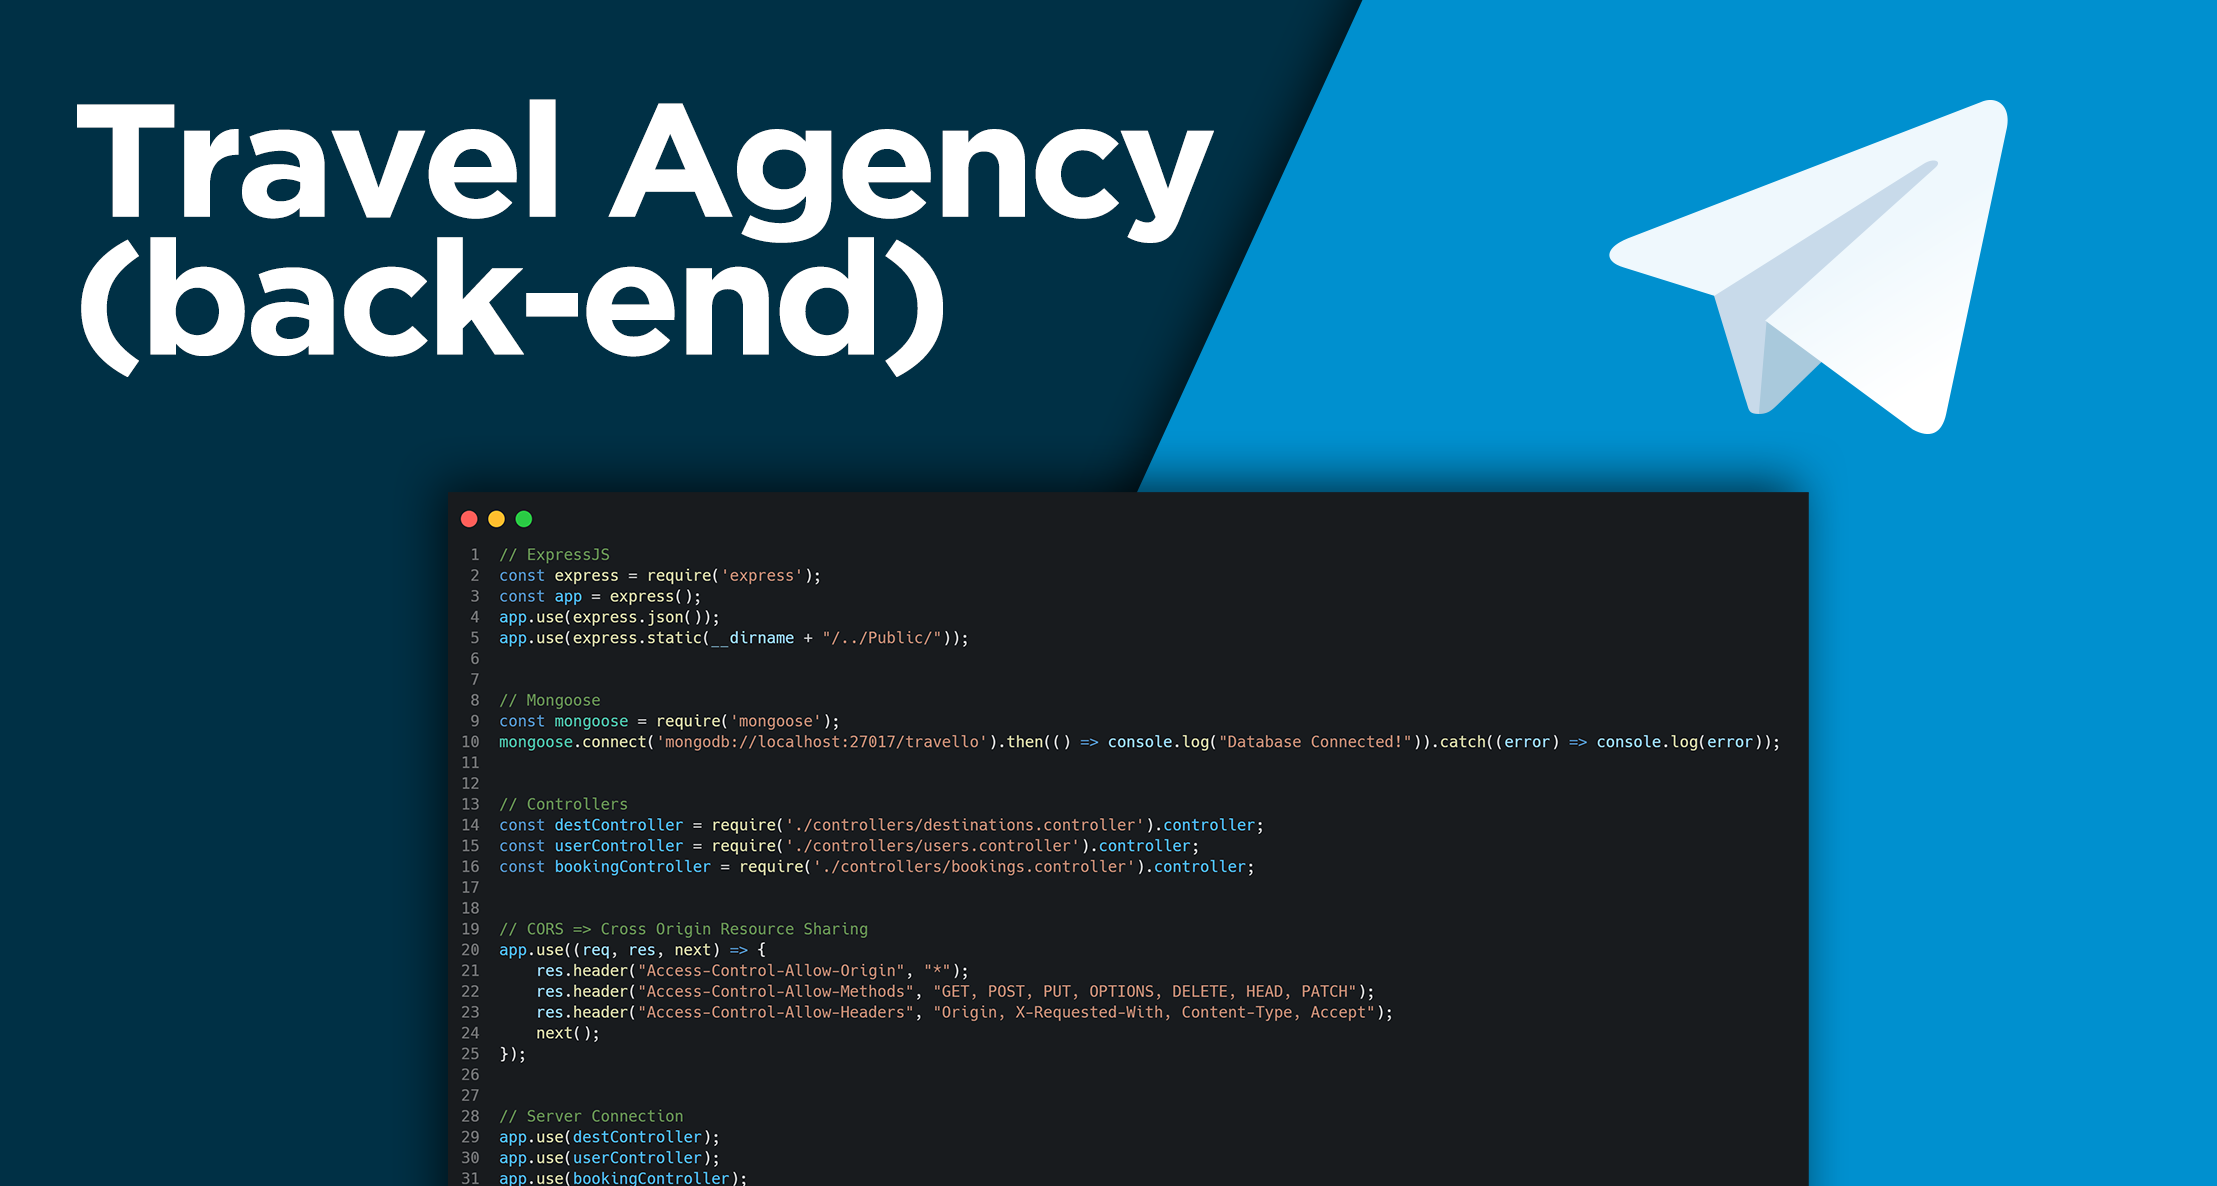 Travel Agency
(back-end)
1 // ExpressJS
2 const express = require('express');
3 const app = express();
4 app.use(express.json());
5 app.use(express.static(__dirname + "/../Public/"));
6
7
8 // Mongoose
9 const mongoose = require('mongoose');
10 mongoose.connect('mongodb://localhost:27017/travello').then(() => console.log("Database Connected!")).catch((error) => console.log(error));
11
12
13 // Controllers
14 const destController = require('./controllers/destinations.controller').controller;
15 const userController = require('./controllers/users.controller').controller;
16 const bookingController = require('./controllers/bookings.controller').controller;
17
18
19 // CORS => Cross Origin Resource Sharing
20 app.use((req, res, next) => {
21     res.header("Access-Control-Allow-Origin", "*");
22     res.header("Access-Control-Allow-Methods", "GET, POST, PUT, OPTIONS, DELETE, HEAD, PATCH");
23     res.header("Access-Control-Allow-Headers", "Origin, X-Requested-With, Content-Type, Accept");
24     next();
25 });
26
27
28 // Server Connection
29 app.use(destController);
30 app.use(userController);
31 app.use(bookingController);